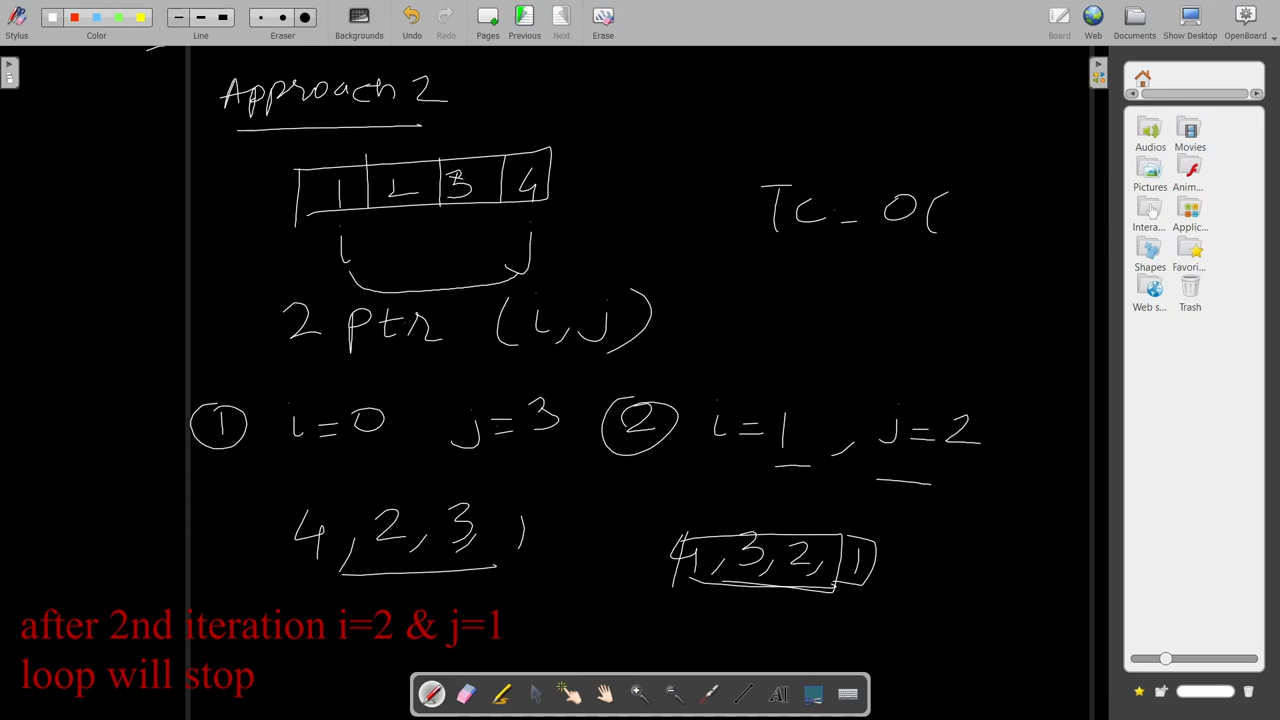 Stylus Color Line Eraser Backgrounds Undo Redo Pages Previous Next Erase Board Web Documents Show Desktop OpenBoard
Approach 2
1 2 3 4
TC - O(
2 ptr (i, j)
1 i=0 j=3 2 i=1, j=2
4, 2, 3, 1
4, 3, 2, 1
after 2nd iteration i=2 & j=1
loop will stop
Audios Movies
Pictures Anim...
Intera... Applic...
Shapes Favori...
Web s... Trash